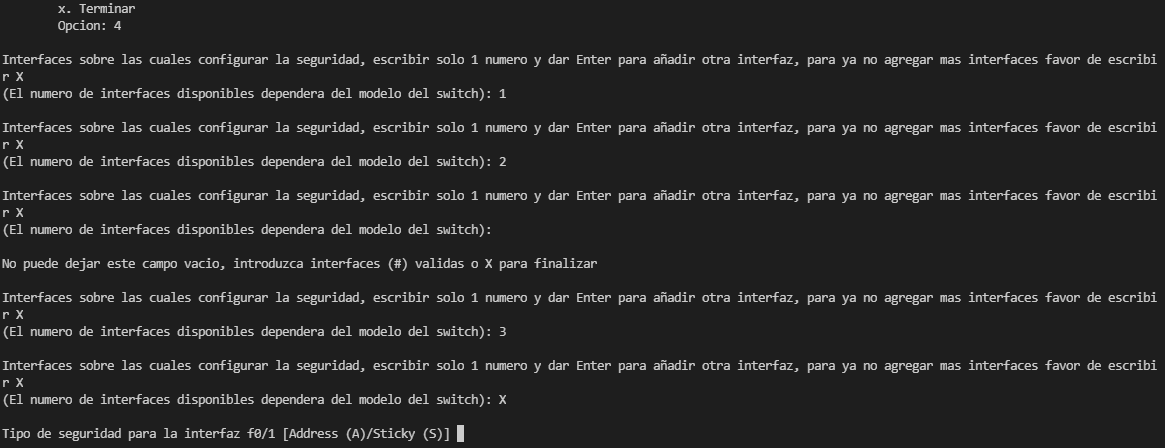 x. Terminar
Opcion: 4
Interfaces sobre las cuales configurar la seguridad, escribir solo 1 numero y dar Enter para añadir otra interfaz, para ya no agregar mas interfaces favor de escribi
r X
(El numero de interfaces disponibles dependera del modelo del switch): 1
Interfaces sobre las cuales configurar la seguridad, escribir solo 1 numero y dar Enter para añadir otra interfaz, para ya no agregar mas interfaces favor de escribi
r X
(El numero de interfaces disponibles dependera del modelo del switch): 2
Interfaces sobre las cuales configurar la seguridad, escribir solo 1 numero y dar Enter para añadir otra interfaz, para ya no agregar mas interfaces favor de escribi
r X
(El numero de interfaces disponibles dependera del modelo del switch):
No puede dejar este campo vacio, introduzca interfaces (#) validas o X para finalizar
Interfaces sobre las cuales configurar la seguridad, escribir solo 1 numero y dar Enter para añadir otra interfaz, para ya no agregar mas interfaces favor de escribi
r X
(El numero de interfaces disponibles dependera del modelo del switch): 3
Interfaces sobre las cuales configurar la seguridad, escribir solo 1 numero y dar Enter para añadir otra interfaz, para ya no agregar mas interfaces favor de escribi
r X
(El numero de interfaces disponibles dependera del modelo del switch): X
Tipo de seguridad para la interfaz f0/1 [Address (A)/Sticky (S)]